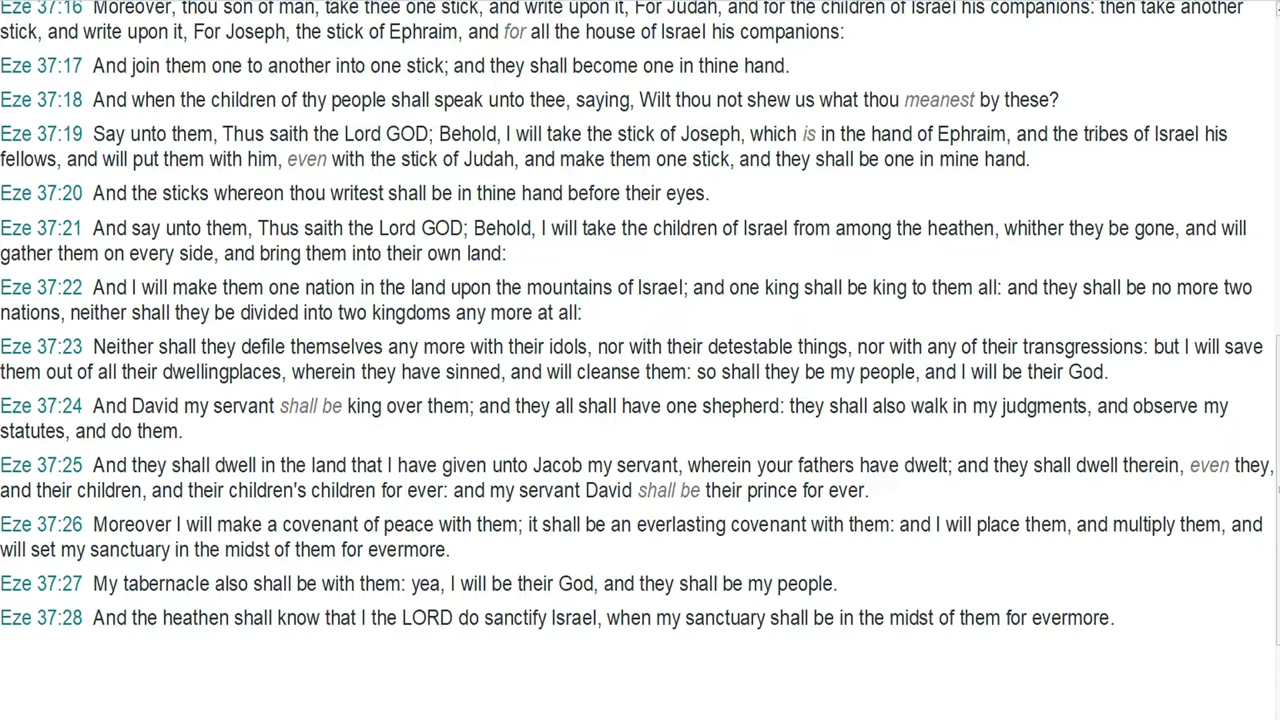 Eze 37:16 Moreover, thou son of man, take thee one stick, and write upon it, For Judah, and for the children of Israel his companions: then take another
stick, and write upon it, For Joseph, the stick of Ephraim, and for all the house of Israel his companions:
Eze 37:17 And join them one to another into one stick; and they shall become one in thine hand.
Eze 37:18 And when the children of thy people shall speak unto thee, saying, Wilt thou not shew us what thou meanest by these?
Eze 37:19 Say unto them, Thus saith the Lord GOD; Behold, I will take the stick of Joseph, which is in the hand of Ephraim, and the tribes of Israel his
fellows, and will put them with him, even with the stick of Judah, and make them one stick, and they shall be one in mine hand.
Eze 37:20 And the sticks whereon thou writest shall be in thine hand before their eyes.
Eze 37:21 And say unto them, Thus saith the Lord GOD; Behold, I will take the children of Israel from among the heathen, whither they be gone, and will
gather them on every side, and bring them into their own land:
Eze 37:22 And I will make them one nation in the land upon the mountains of Israel; and one king shall be king to them all: and they shall be no more two
nations, neither shall they be divided into two kingdoms any more at all:
Eze 37:23 Neither shall they defile themselves any more with their idols, nor with their detestable things, nor with any of their transgressions: but I will save
them out of all their dwellingplaces, wherein they have sinned, and will cleanse them: so shall they be my people, and I will be their God.
Eze 37:24 And David my servant shall be king over them; and they all shall have one shepherd: they shall also walk in my judgments, and observe my
statutes, and do them.
Eze 37:25 And they shall dwell in the land that I have given unto Jacob my servant, wherein your fathers have dwelt; and they shall dwell therein, even they,
and their children, and their children's children for ever: and my servant David shall be their prince for ever.
Eze 37:26 Moreover I will make a covenant of peace with them; it shall be an everlasting covenant with them: and I will place them, and multiply them, and
will set my sanctuary in the midst of them for evermore.
Eze 37:27 My tabernacle also shall be with them: yea, I will be their God, and they shall be my people.
Eze 37:28 And the heathen shall know that I the LORD do sanctify Israel, when my sanctuary shall be in the midst of them for evermore.